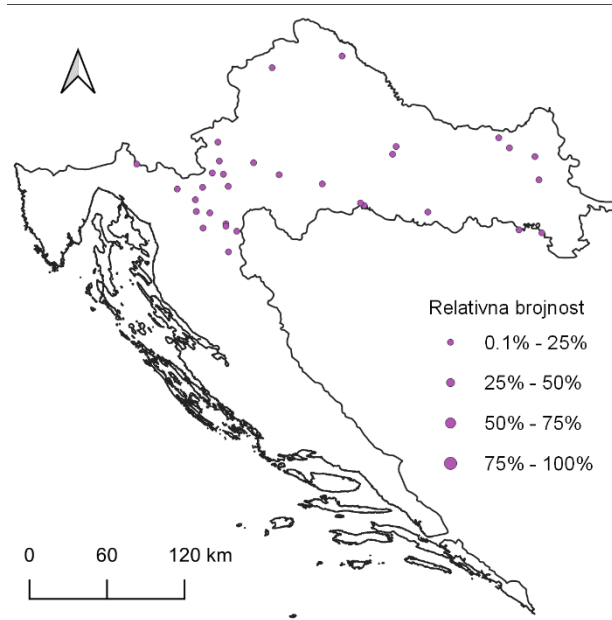 Relativna brojnost
0.1% - 25%
25% - 50%
50% - 75%
75% - 100%
0 60 120 km